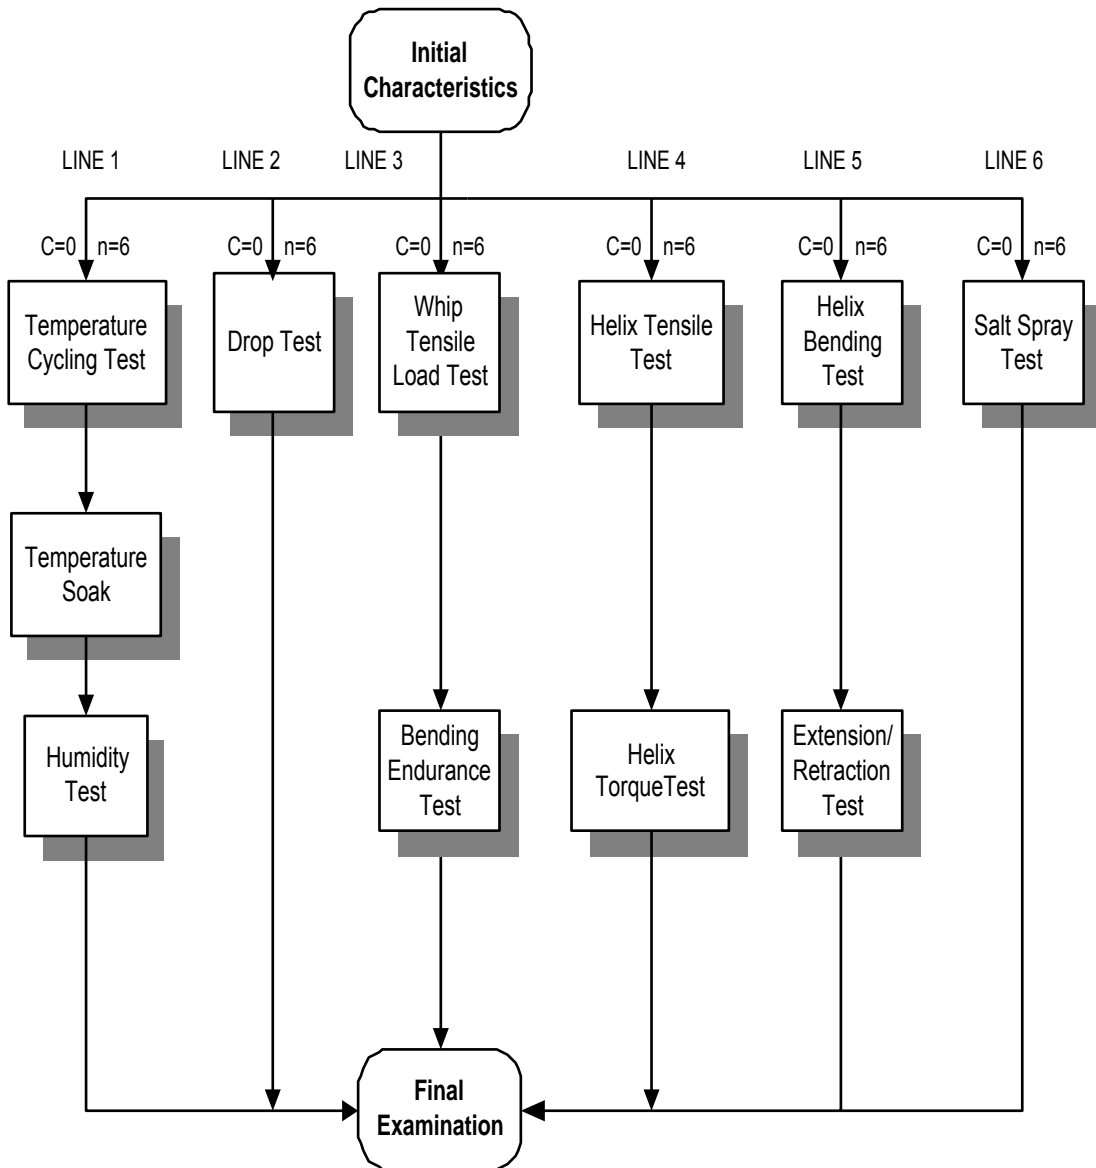 Initial
Characteristics
LINE 1
LINE 2
LINE 3
LINE 4
LINE 5
LINE 6
C=0 n=6
C=0 n=6
C=0 n=6
C=0 n=6
C=0 n=6
C=0 n=6
Temperature
Cycling Test
Drop Test
Whip
Tensile
Load Test
Helix Tensile
Test
Helix
Bending
Test
Salt Spray
Test
Temperature
Soak
Humidity
Test
Bending
Endurance
Test
Helix
TorqueTest
Extension/
Retraction
Test
Final
Examination